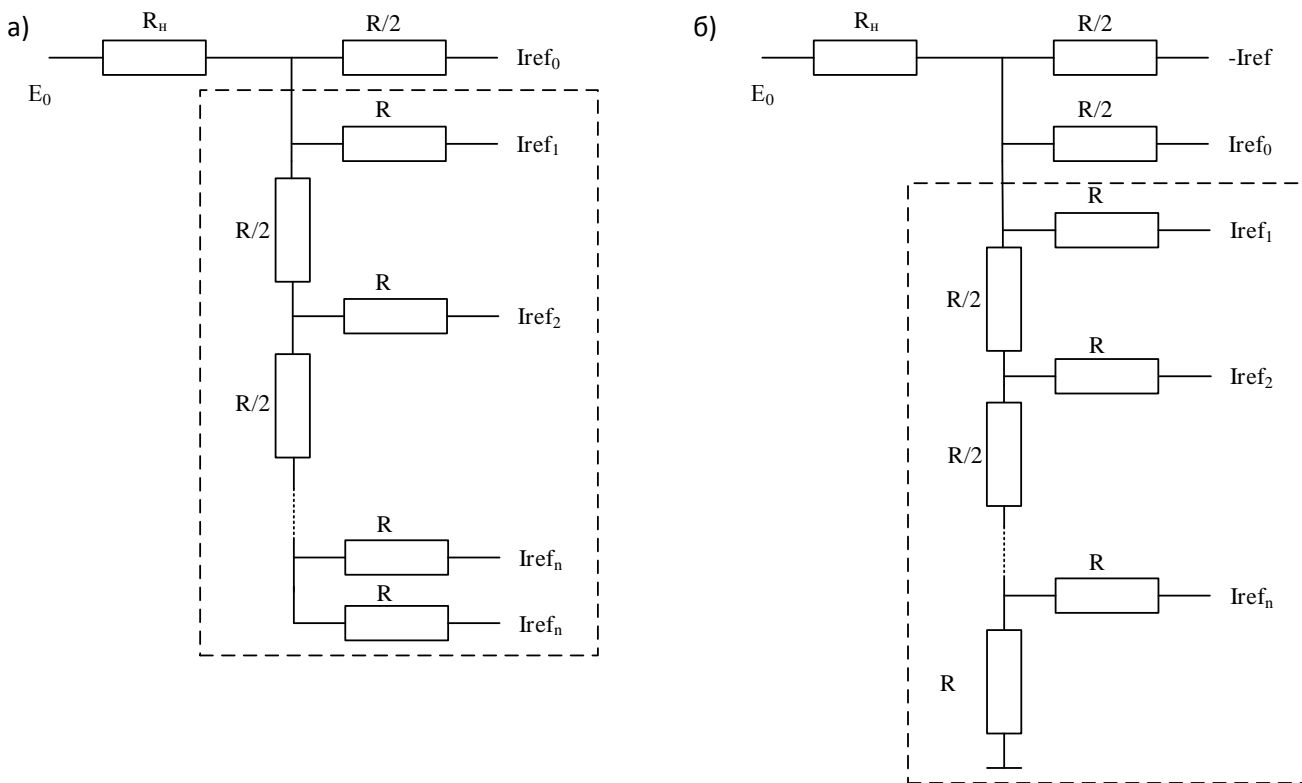 а)
Rн
R/2
E0
Iref0
R
Iref1
R/2
R
Iref2
R/2
R
Irefn
R
Irefn
б)
Rн
R/2
E0
-Iref
R/2
Iref0
R
Iref1
R/2
R
Iref2
R/2
R
Irefn
R